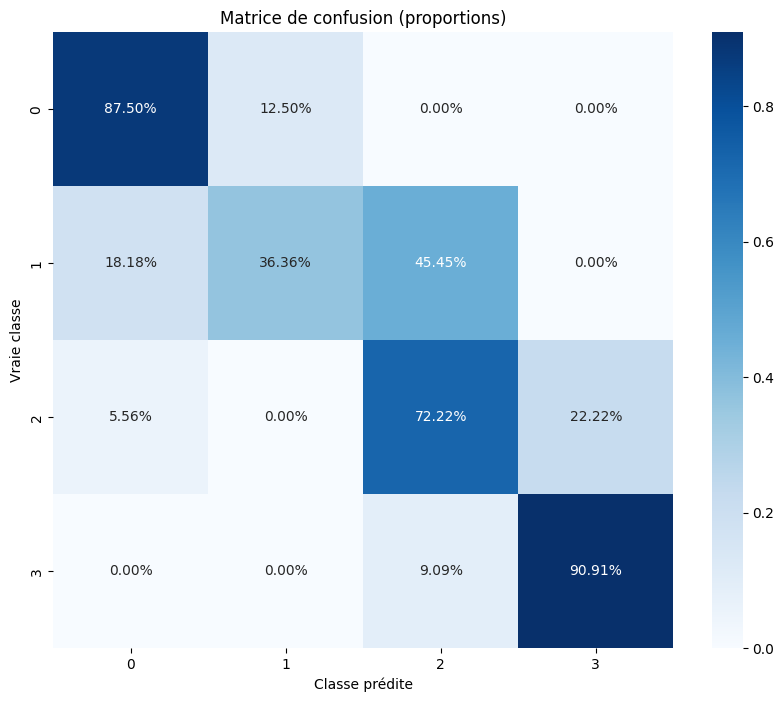 Matrice de confusion (proportions)
Vraie classe
0
87.50% 12.50% 0.00% 0.00%
1
18.18% 36.36% 45.45% 0.00%
2
5.56% 0.00% 72.22% 22.22%
3
0.00% 0.00% 9.09% 90.91%
0 1 2 3
Classe prédite
0.8
0.6
0.4
0.2
0.0